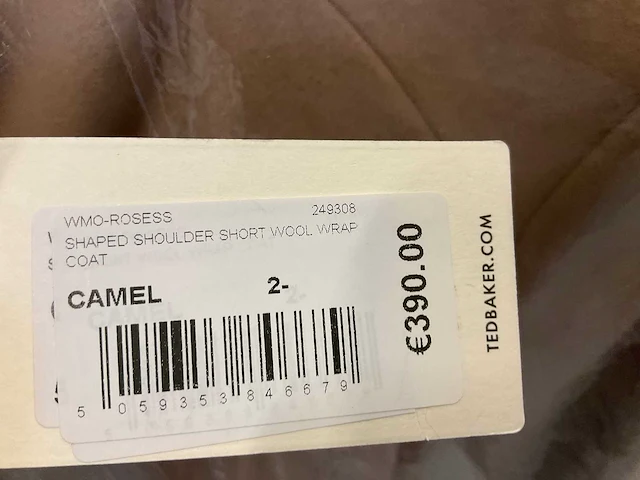 WMO-ROSESS 249308
SHAPED SHOULDER SHORT WOOL WRAP
COAT
CAMEL 2-
5 059353 846679
€390.00
TEDBAKER.COM